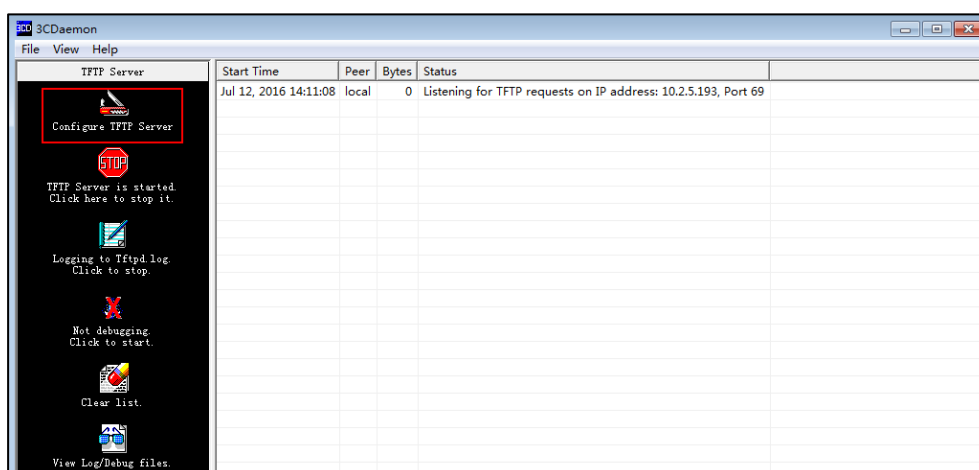 3CD 3CDaemon
File View Help
TFTP Server
Start Time Peer Bytes Status
Jul 12, 2016 14:11:08 local 0 Listening for TFTP requests on IP address: 10.2.5.193, Port 69
Configure TFTP Server
STOP
TFTP Server is started.
Click here to stop it.
Logging to Tftpd.log.
Click to stop.
Not debugging.
Click to start.
Clear list.
View Log/Debug files.